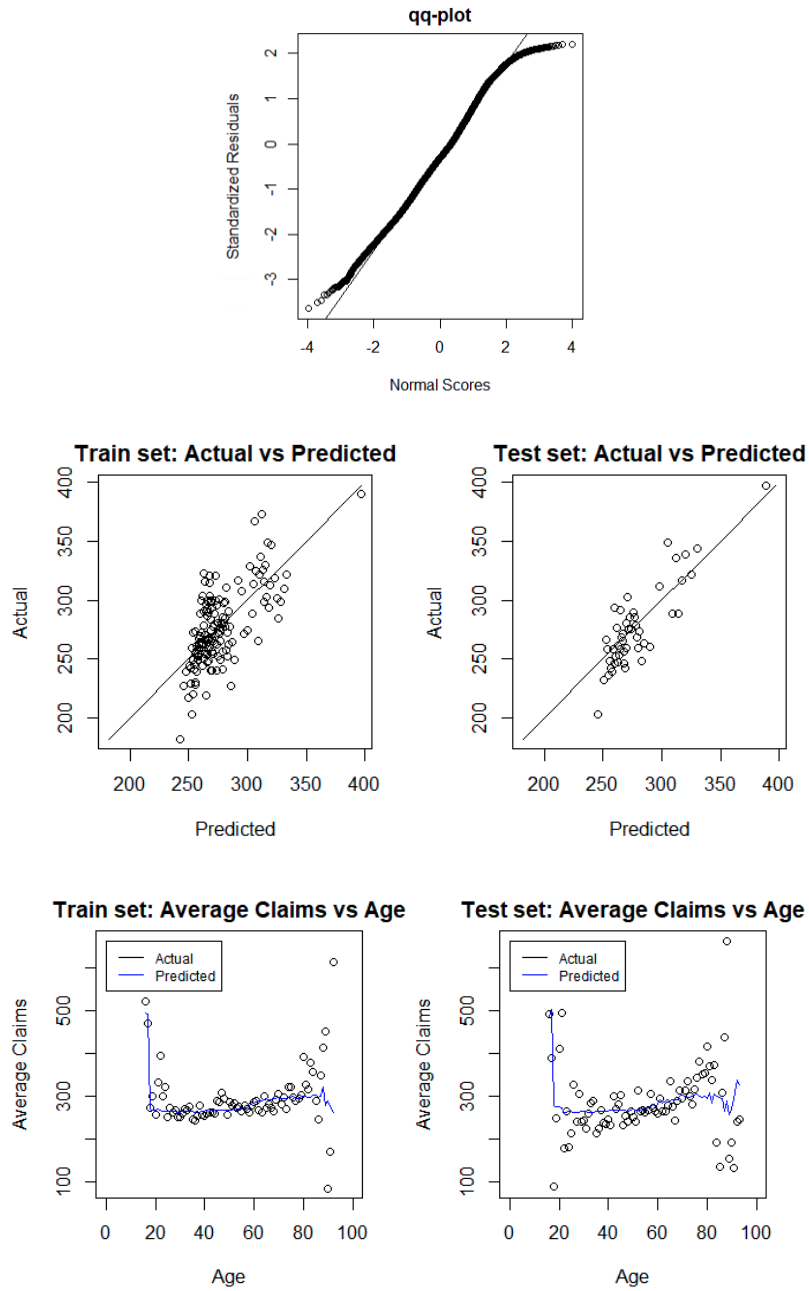 qq-plot
Standardized Residuals
2
1
0
-1
-2
-3
-4 -2 0 2 4
Normal Scores
Train set: Actual vs Predicted
Actual
400
350
300
250
200
200 250 300 350 400
Predicted
Test set: Actual vs Predicted
Actual
400
350
300
250
200
200 250 300 350 400
Predicted
Train set: Average Claims vs Age
Actual
Predicted
Average Claims
500
300
100
0 20 40 60 80 100
Age
Test set: Average Claims vs Age
Actual
Predicted
Average Claims
500
300
100
0 20 40 60 80 100
Age